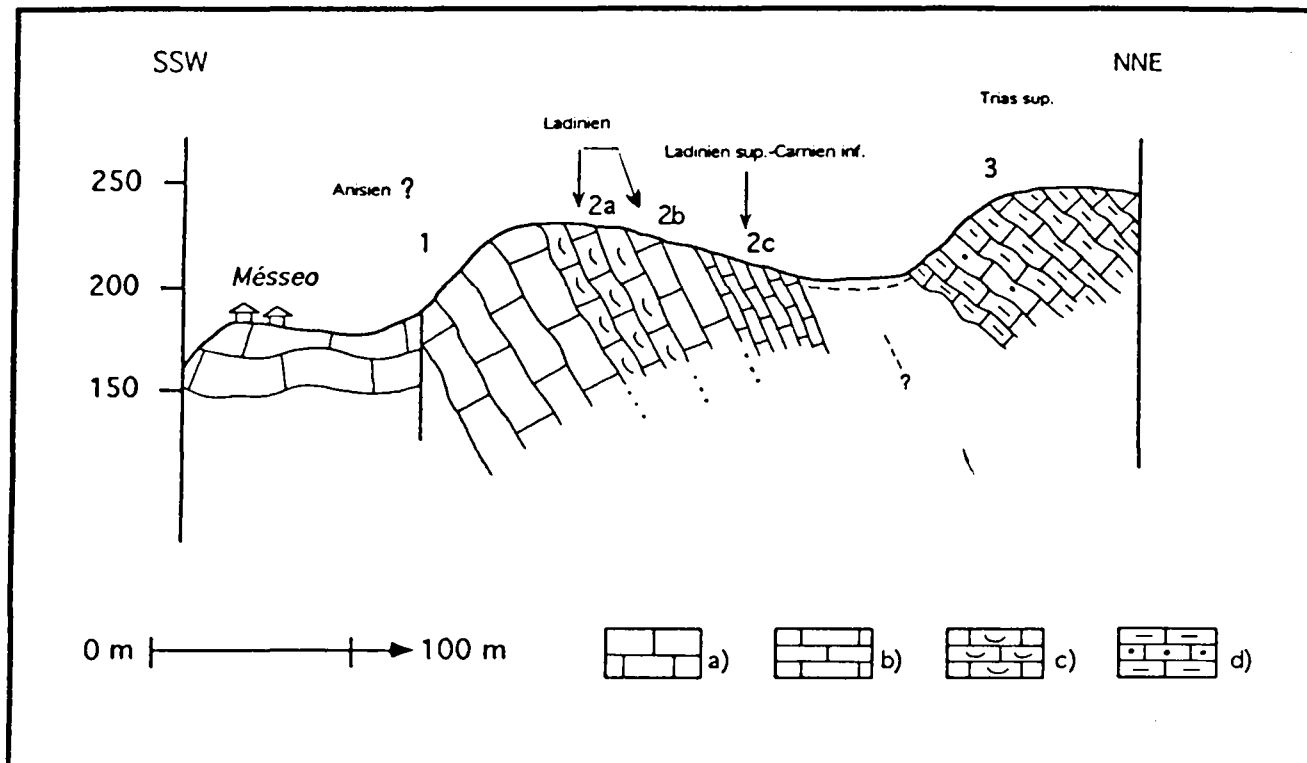 SSW
NNE
Trias sup.
Ladinien
Ladinien sup.-Carnien inf.
Anisien ?
3
2a
2b
2c
1
250
200
150
Mésseo
?
0 m
100 m
a)
b)
c)
d)